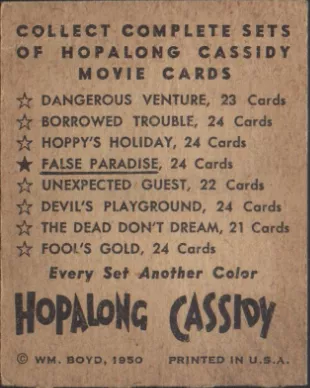 COLLECT COMPLETE SETS
OF HOPALONG CASSIDY
MOVIE CARDS
☆ DANGEROUS VENTURE, 23 Cards
☆ BORROWED TROUBLE, 24 Cards
☆ HOPPY'S HOLIDAY, 24 Cards
★ FALSE PARADISE, 24 Cards
☆ UNEXPECTED GUEST, 22 Cards
☆ DEVIL'S PLAYGROUND, 24 Cards
☆ THE DEAD DON'T DREAM, 21 Cards
☆ FOOL'S GOLD, 24 Cards
Every Set Another Color
HOPALONG CASSIDY
© WM. BOYD, 1950 PRINTED IN U.S.A.